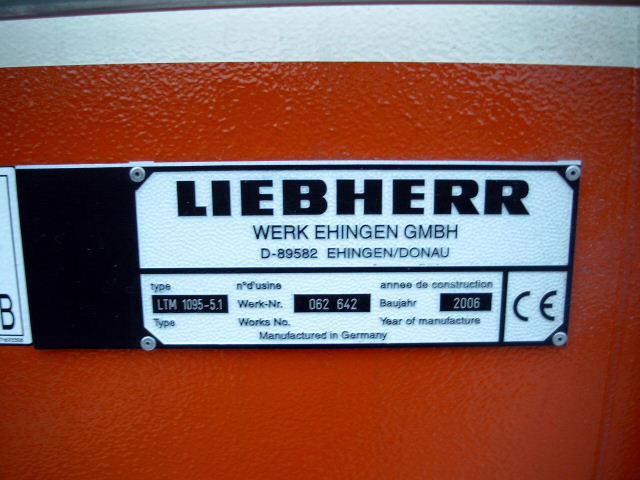 LIEBHERR
WERK EHINGEN GMBH
D-89582 EHINGEN/DONAU
type n°d'usine annee de construction
LTM 1095-5.1 Werk-Nr. 062 642 Baujahr 2006
Type Works No. Year of manufacture
Manufactured in Germany
CE
B